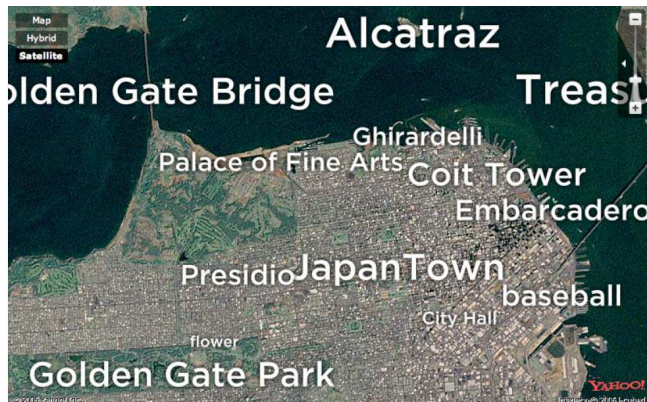 Map
Hybrid
Satellite
Alcatraz
olden Gate Bridge
Treasu
Ghirardelli
Palace of Fine Arts
Coit Tower
Embarcadero
Presidio
JapanTown
baseball
City Hall
flower
Golden Gate Park
YAHOO!